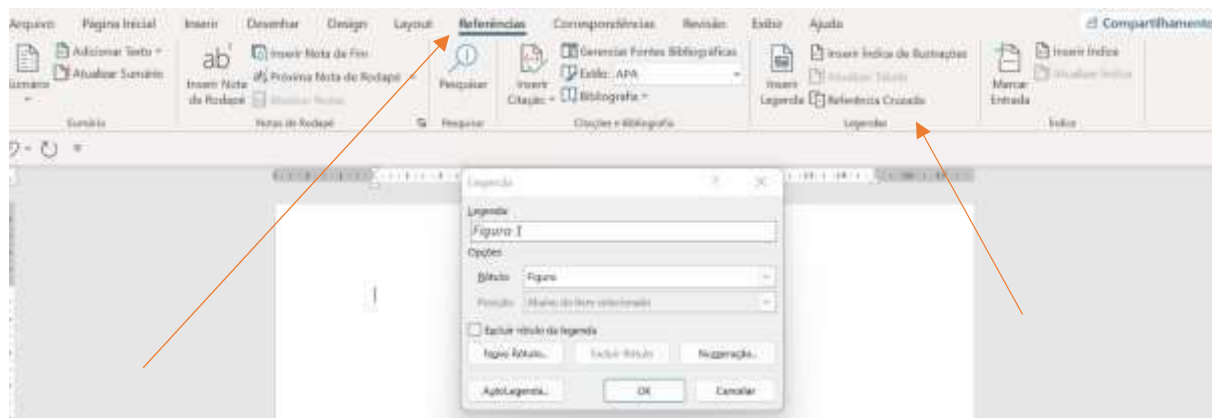 Arquivo Página Inicial Inserir Desenhar Design Layout Referências Correspondências Revisão Exibir Ajuda Compartilhamento
Adicionar Texto
Atualizar Sumário
Sumário
ab
Inserir Nota de Rodapé
Inserir Nota de Fim
Próxima Nota de Rodapé
Mostrar Notas
Notas de Rodapé
Pesquisar
Pesquisar
Inserir Citação
Gerenciar Fontes Bibliográficas
Estilo: APA
Bibliografia
Citações e Bibliografia
Inserir Legenda
Inserir Índice de Ilustrações
Atualizar Tabela
Referência Cruzada
Legendas
Marcar Entrada
Inserir Índice
Atualizar Índice
Índice
Legenda ? ×
Legenda:
Figura 1
Opções
Rótulo: Figura
Posição: Abaixo do item selecionado
Excluir rótulo da legenda
Novo Rótulo... Excluir Rótulo Numeração...
AutoLegenda... OK Cancelar